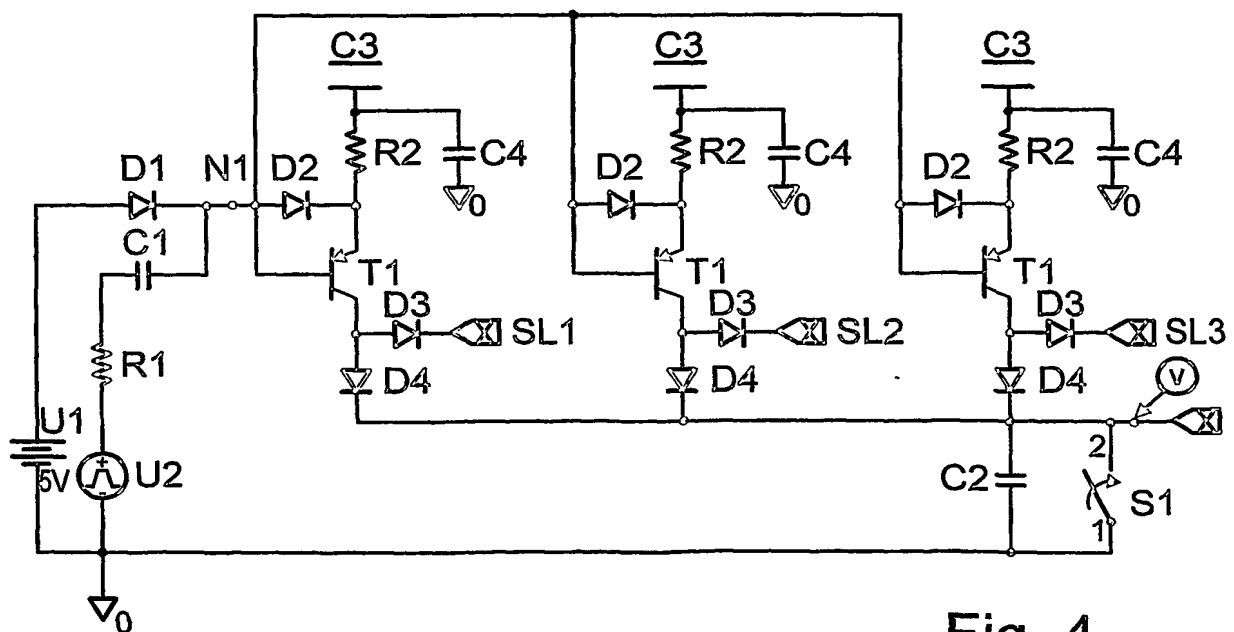 C3 C3 C3
R2 C4 R2 C4 R2 C4
D1 N1 D2 D2 D2
0 0 0
C1
T1 T1 T1
D3 D3 D3
SL1 SL2 SL3
R1
D4 D4 D4 V
U1
5V U2
+
-
C2 2
S1
1
0
Fig. 4